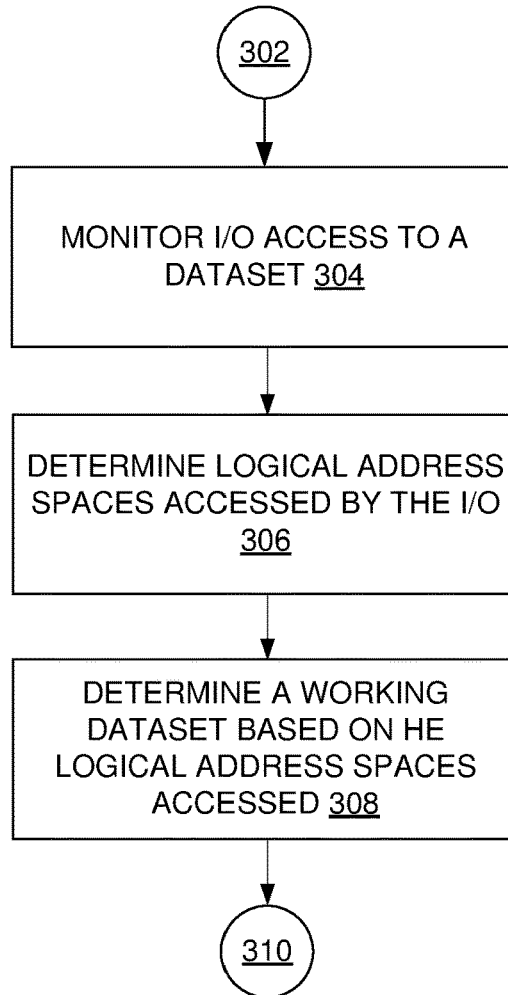 302
MONITOR I/O ACCESS TO A
DATASET 304
DETERMINE LOGICAL ADDRESS
SPACES ACCESSED BY THE I/O
306
DETERMINE A WORKING
DATASET BASED ON HE
LOGICAL ADDRESS SPACES
ACCESSED 308
310